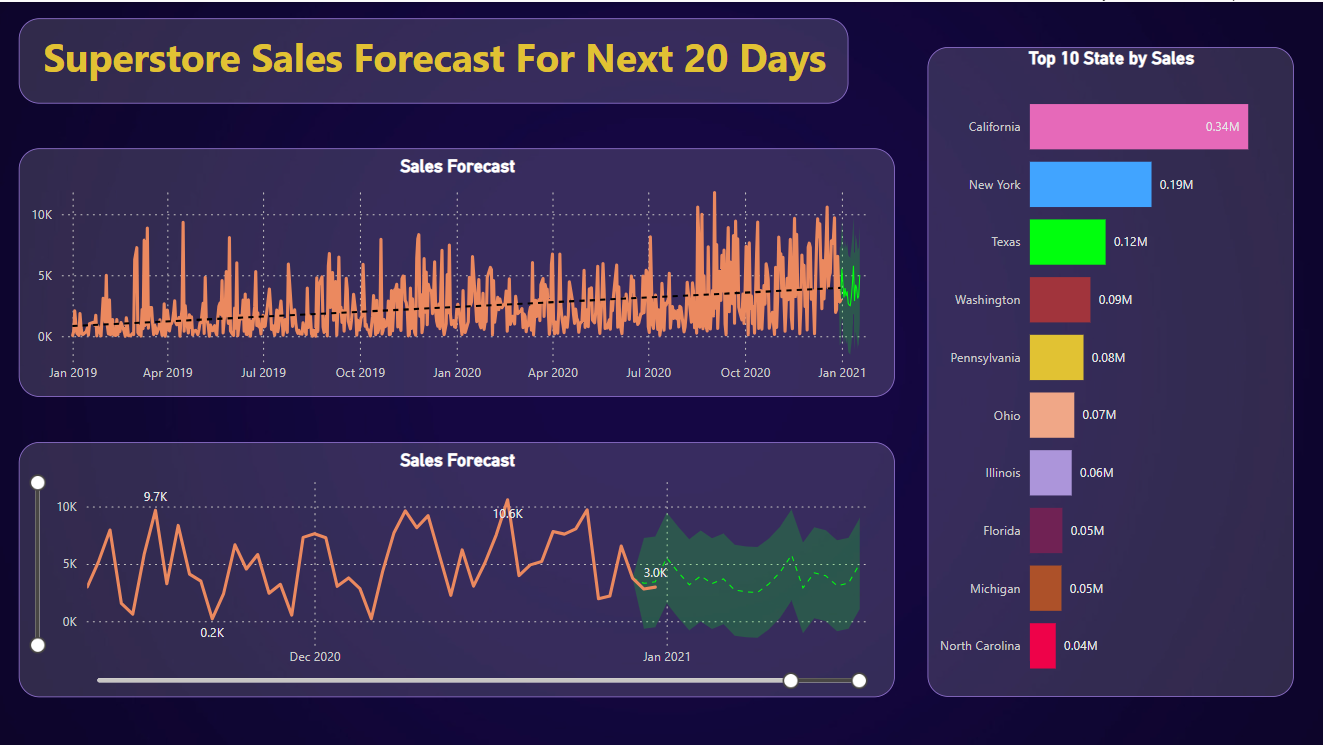 Superstore Sales Forecast For Next 20 Days
Sales Forecast
10K
5K
0K
Jan 2019 Apr 2019 Jul 2019 Oct 2019 Jan 2020 Apr 2020 Jul 2020 Oct 2020 Jan 2021
Sales Forecast
10K
5K
0K
9.7K
10.6K
3.0K
0.2K
Dec 2020 Jan 2021
Top 10 State by Sales
California 0.34M
New York 0.19M
Texas 0.12M
Washington 0.09M
Pennsylvania 0.08M
Ohio 0.07M
Illinois 0.06M
Florida 0.05M
Michigan 0.05M
North Carolina 0.04M